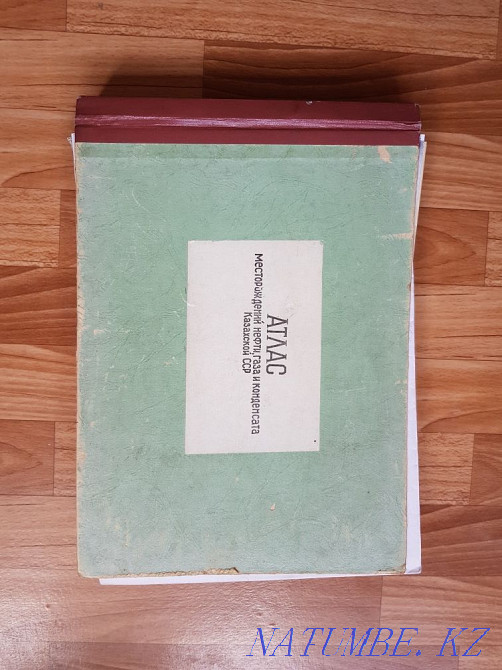 АТЛАС
месторождений нефти, газа и конденсата
Казахской ССР
NATUMBE. KZ